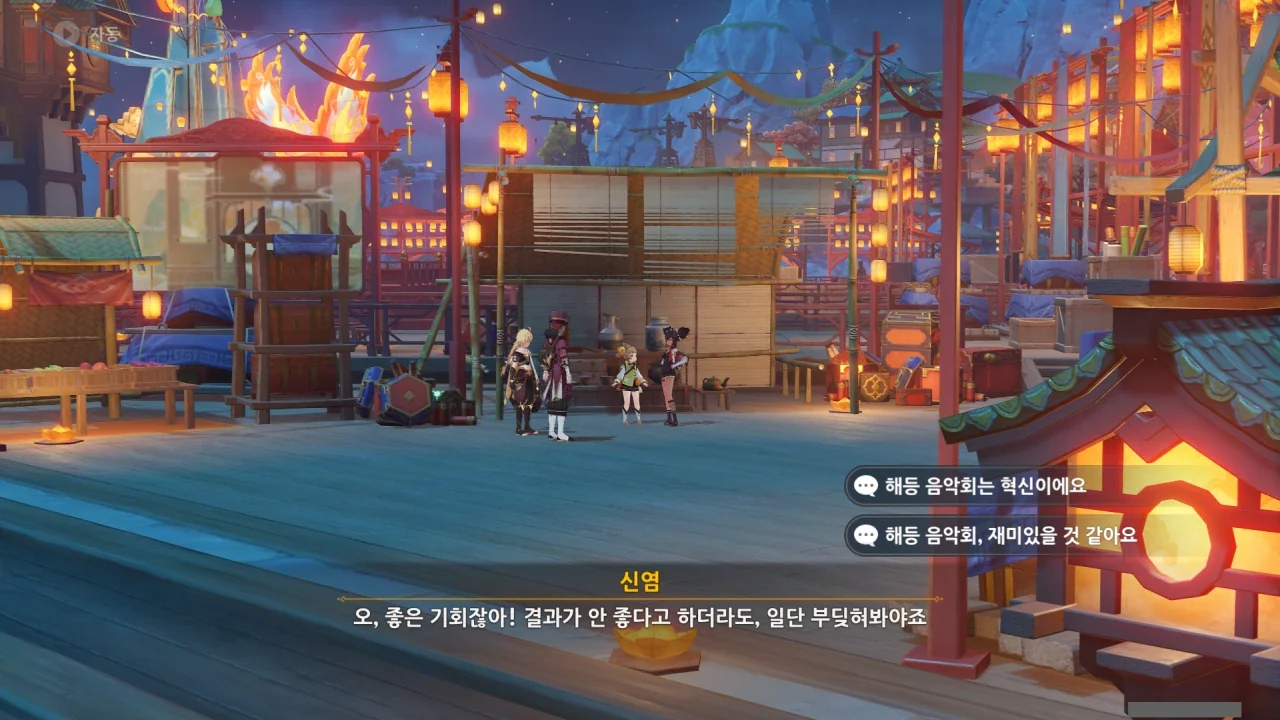 자동
해등 음악회는 혁신이에요
해등 음악회, 재미있을 것 같아요
신염
오, 좋은 기회잖아! 결과가 안 좋다고 하더라도, 일단 부딪혀봐야죠